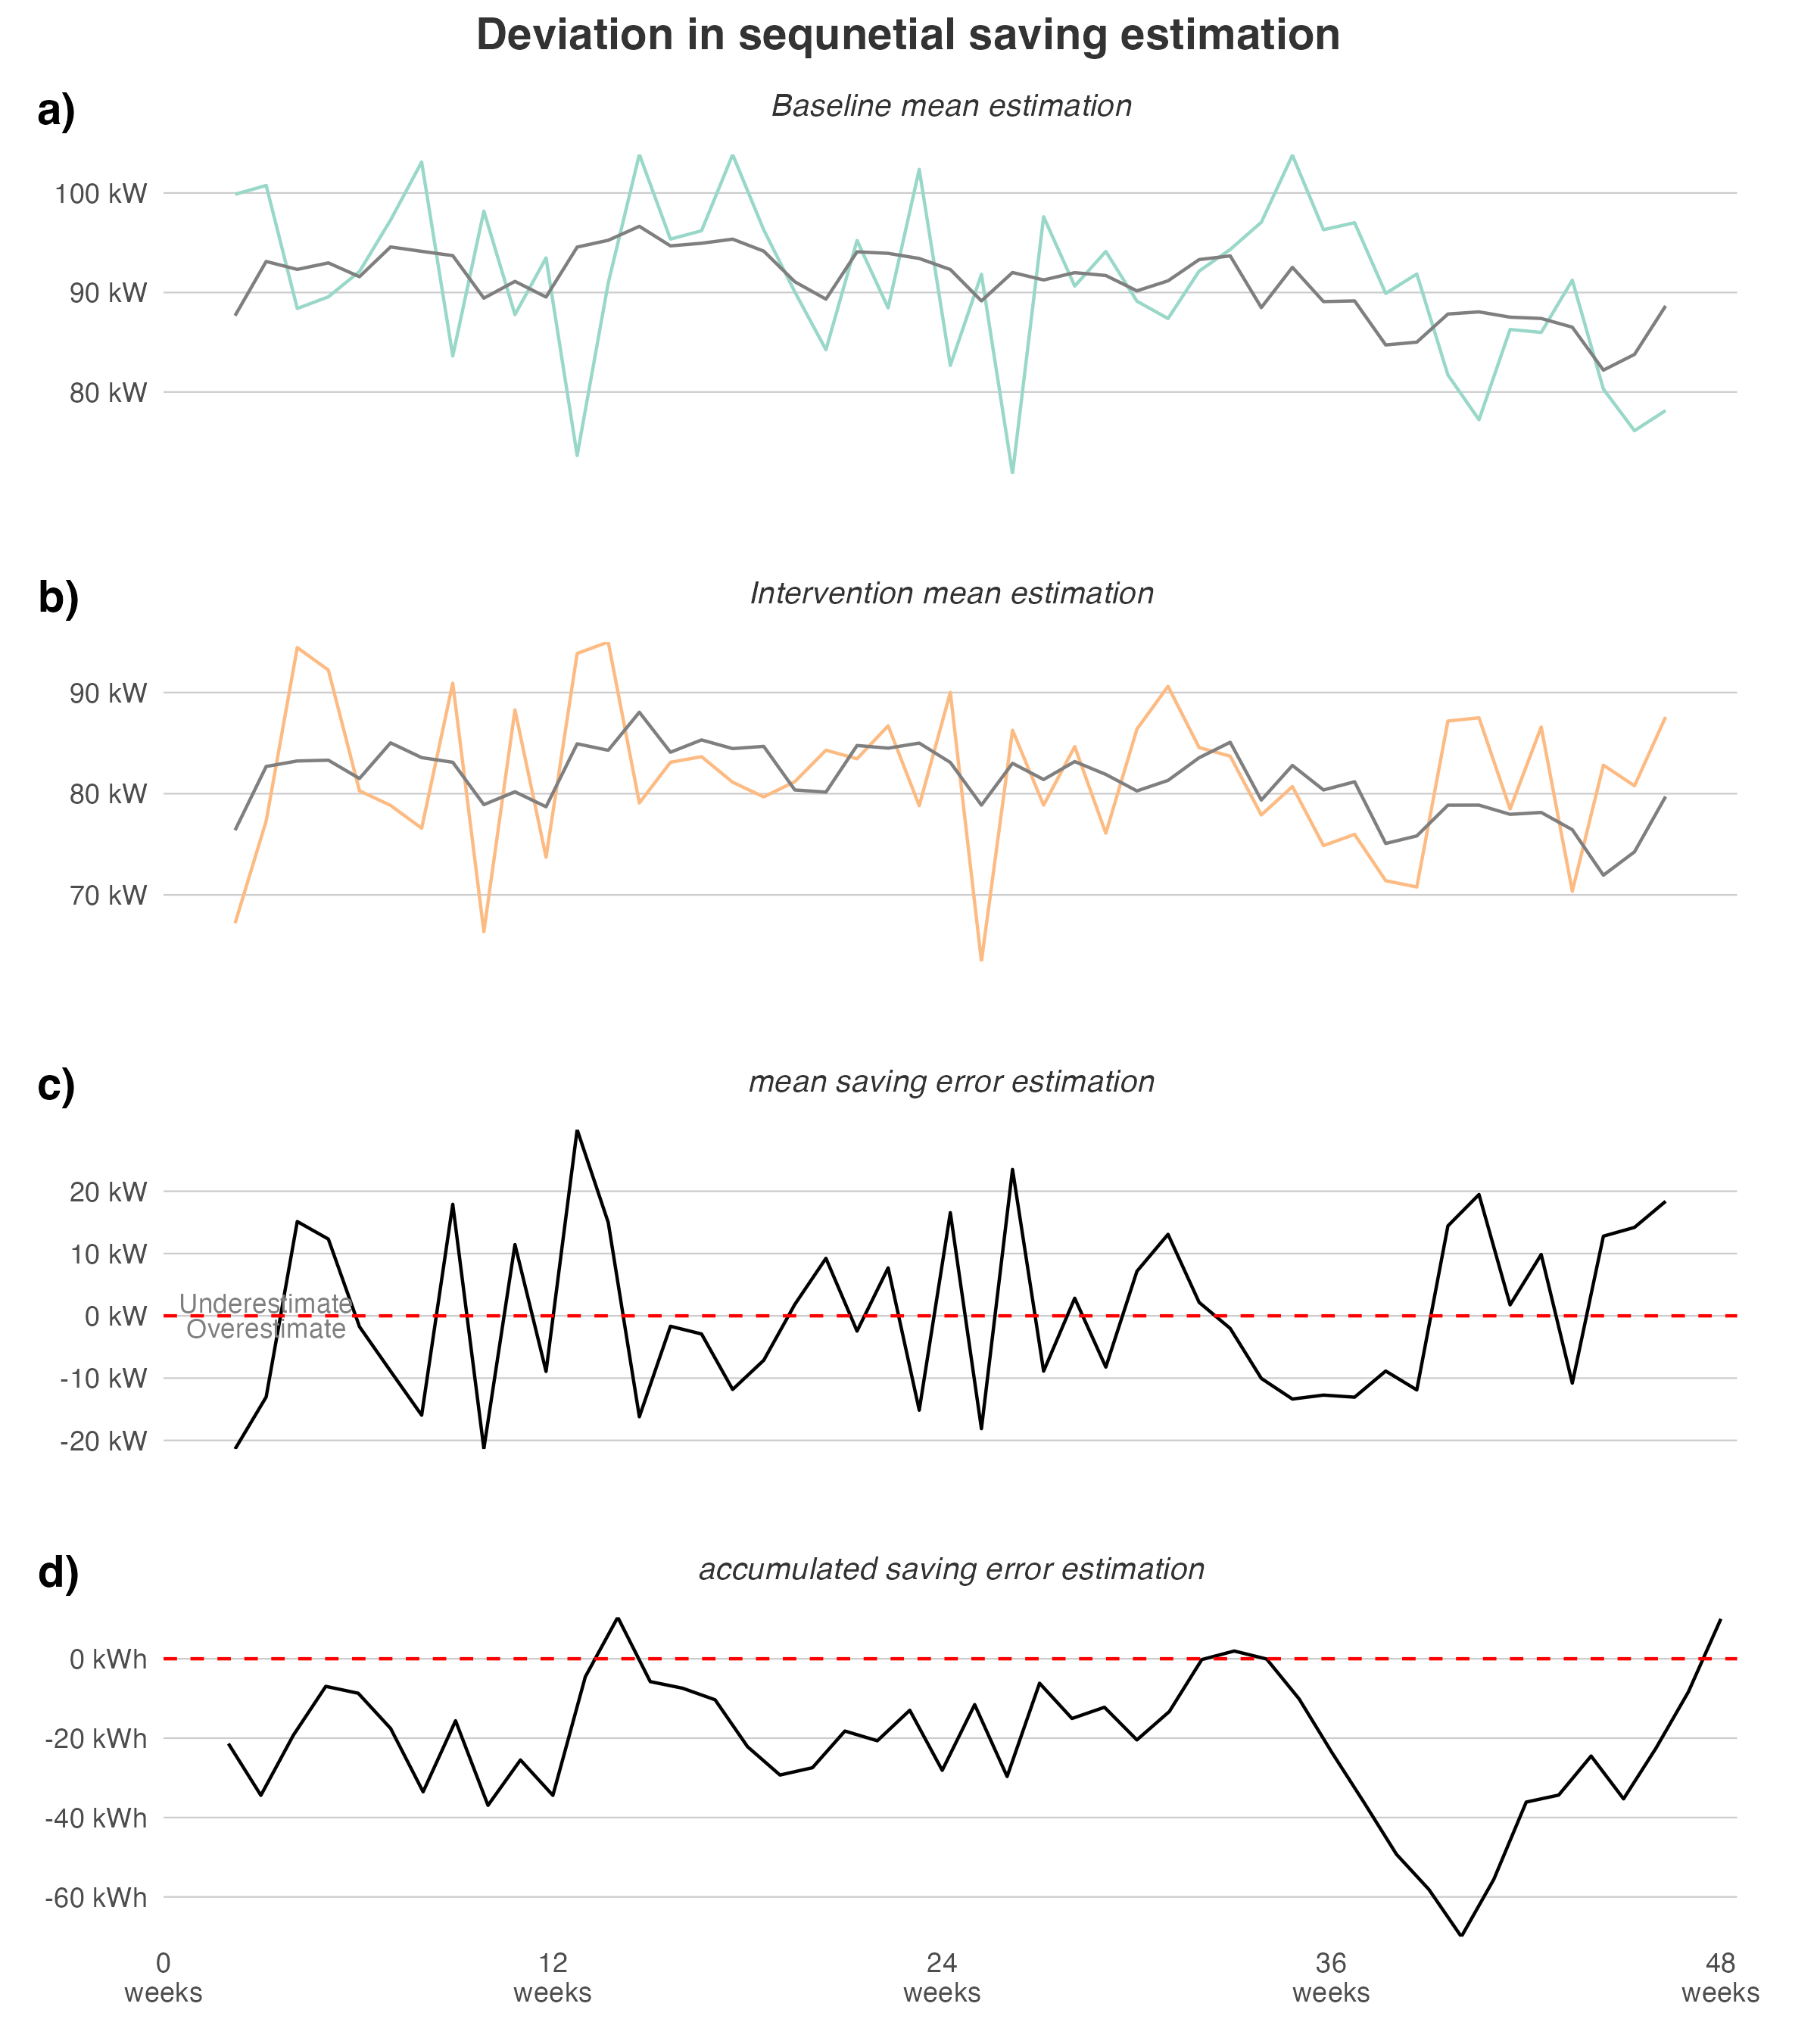 Deviation in sequnetial saving estimation
a)
Baseline mean estimation
100 kW
90 kW
80 kW
b)
Intervention mean estimation
90 kW
80 kW
70 kW
c)
mean saving error estimation
20 kW
10 kW
Underestimate
0 kW
Overestimate
-10 kW
-20 kW
d)
accumulated saving error estimation
0 kWh
-20 kWh
-40 kWh
-60 kWh
0 12 24 36 48
weeks weeks weeks weeks weeks